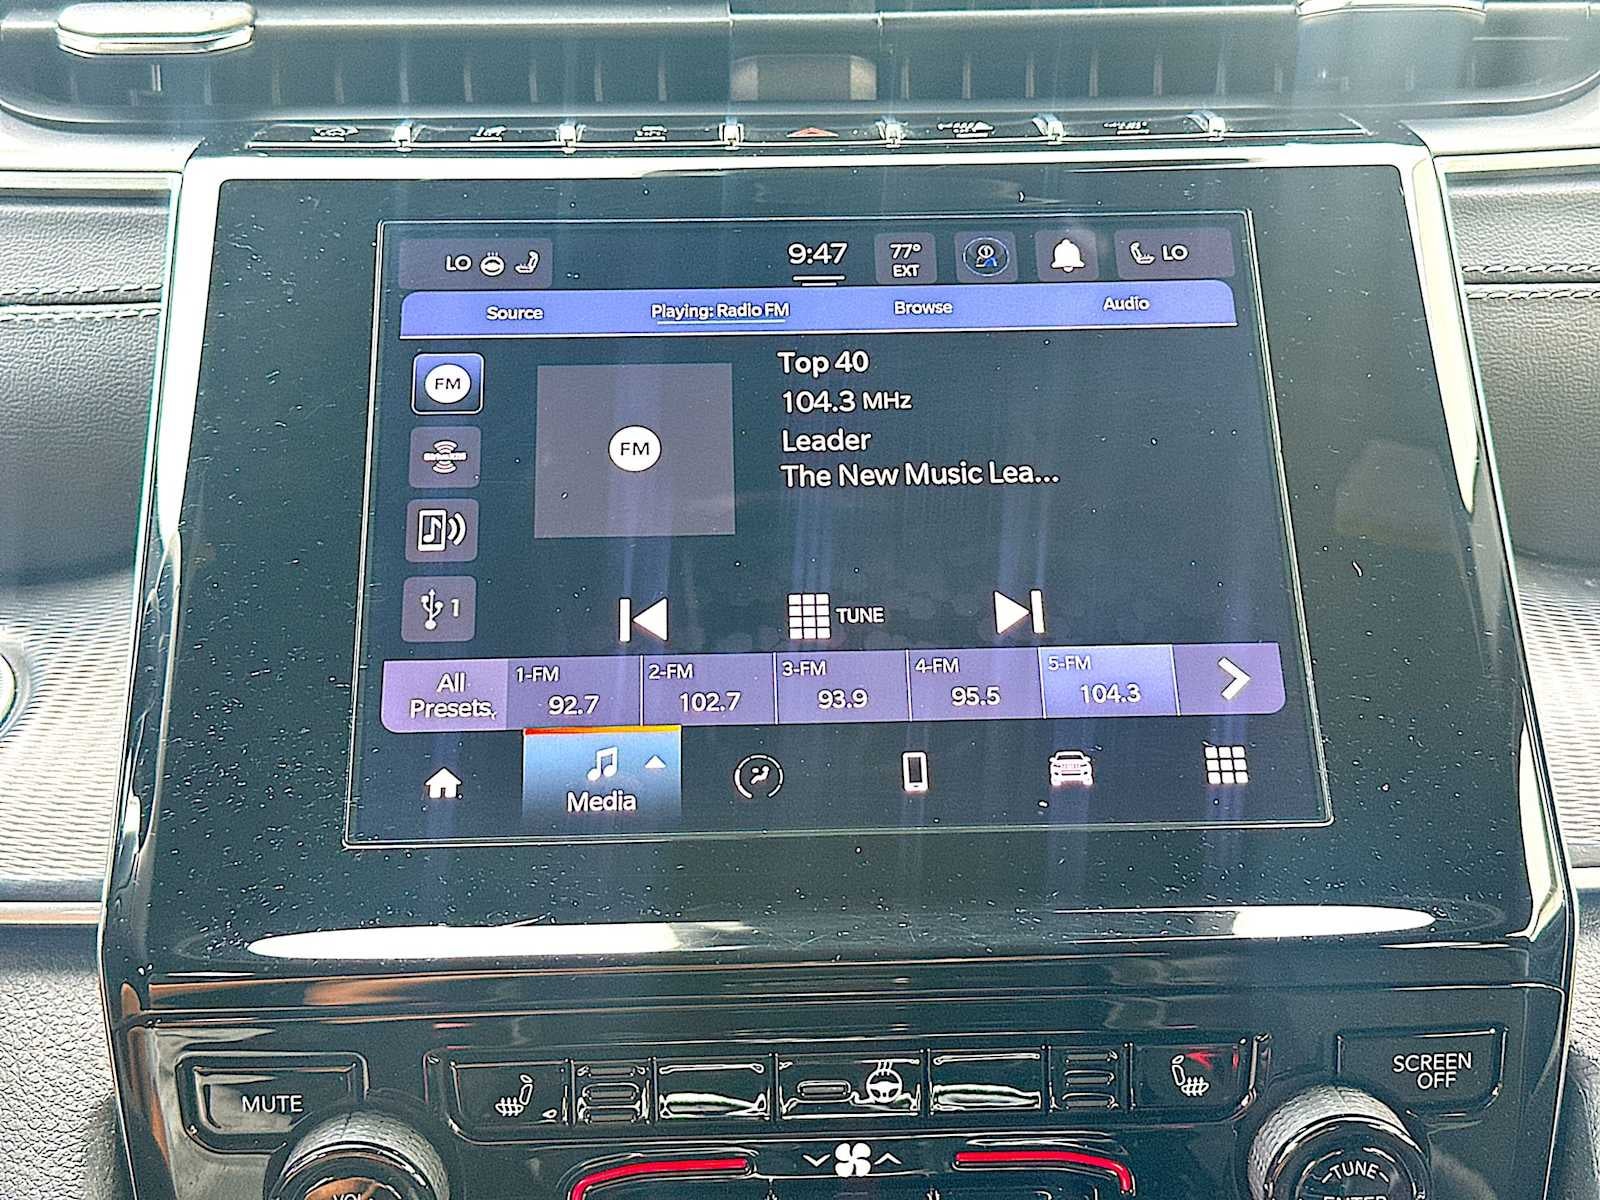 LO 9:47 77° EXT LO
Source Playing: Radio FM Browse Audio
FM
FM
Top 40
104.3 MHz
Leader
The New Music Lea...
1
TUNE
All Presets
1-FM 92.7
2-FM 102.7
3-FM 93.9
4-FM 95.5
5-FM 104.3
Media
MUTE
SCREEN OFF
VOL
TUNE
ENTER